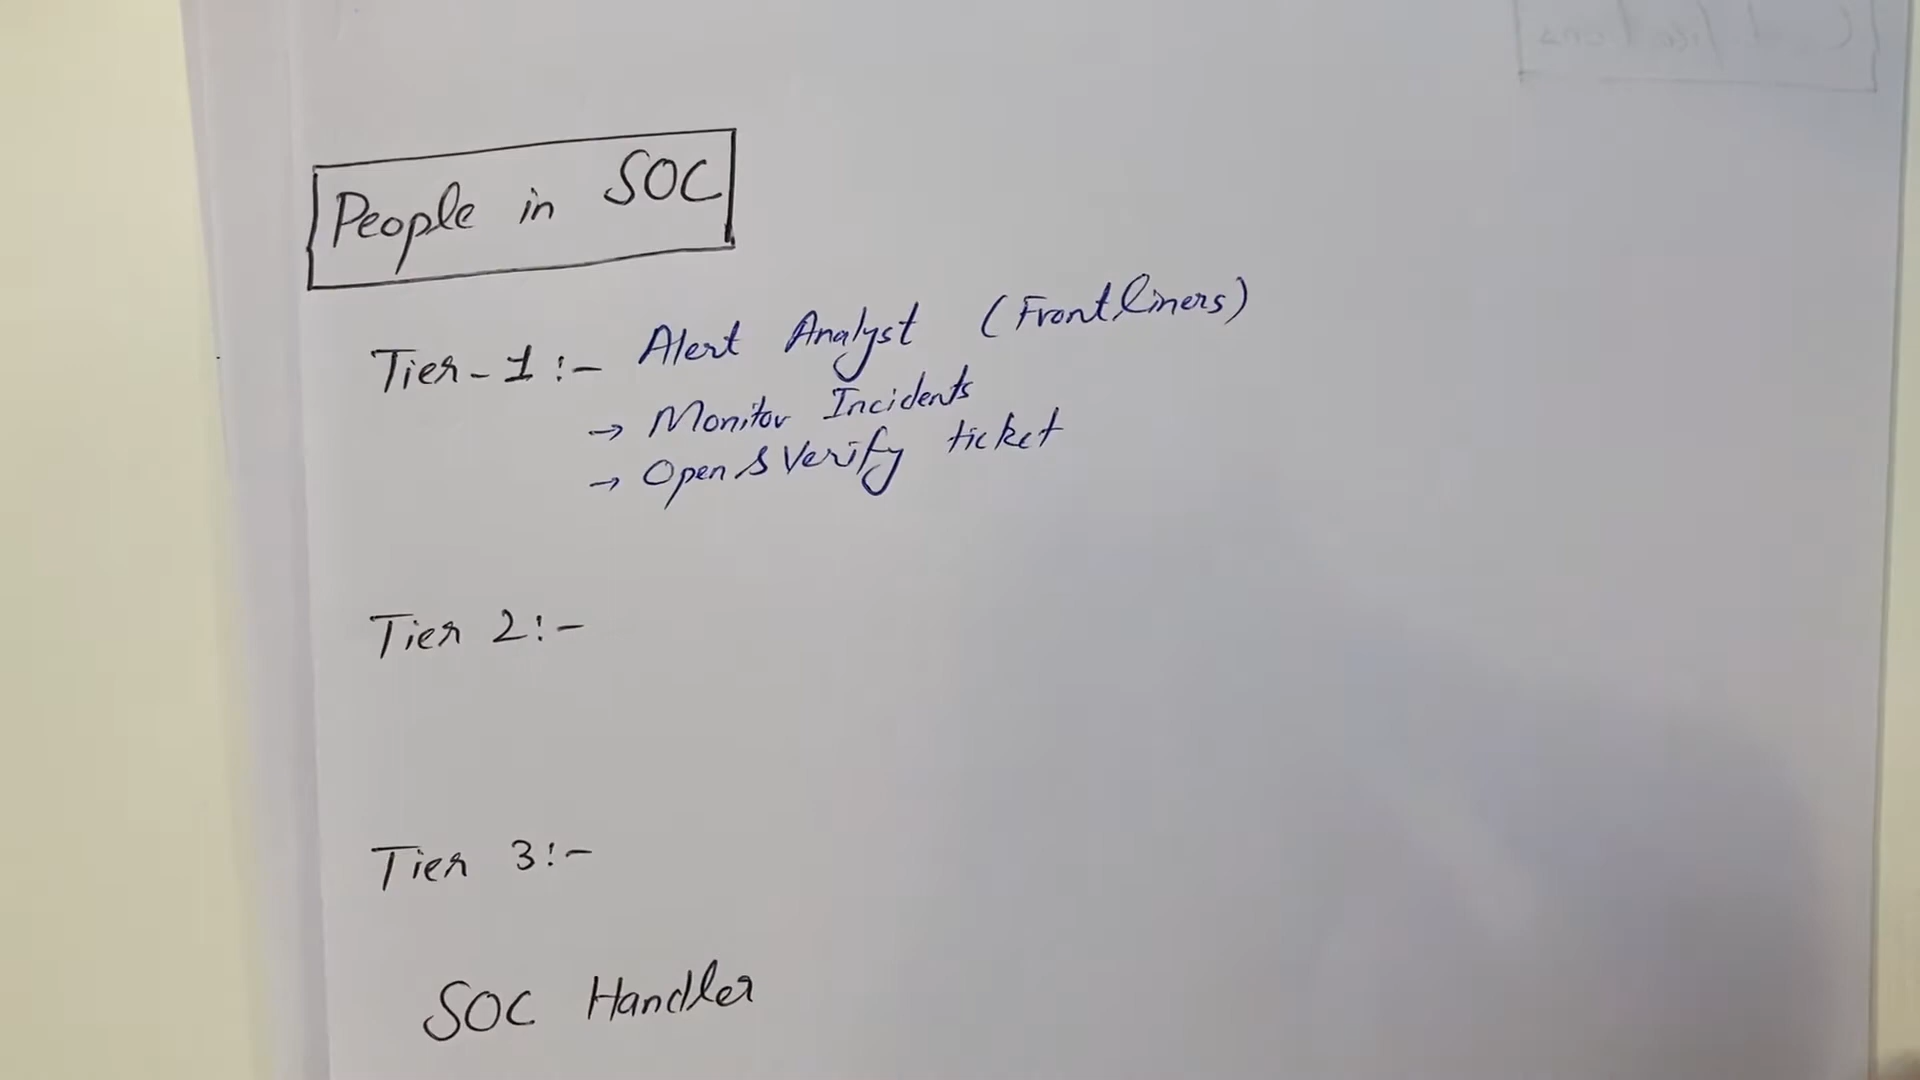 People in SOC
Tier-1:- Alert Analyst (Frontliners)
→ Monitor Incidents
→ Open & Verify ticket
Tier 2:-
Tier 3:-
SOC Handler